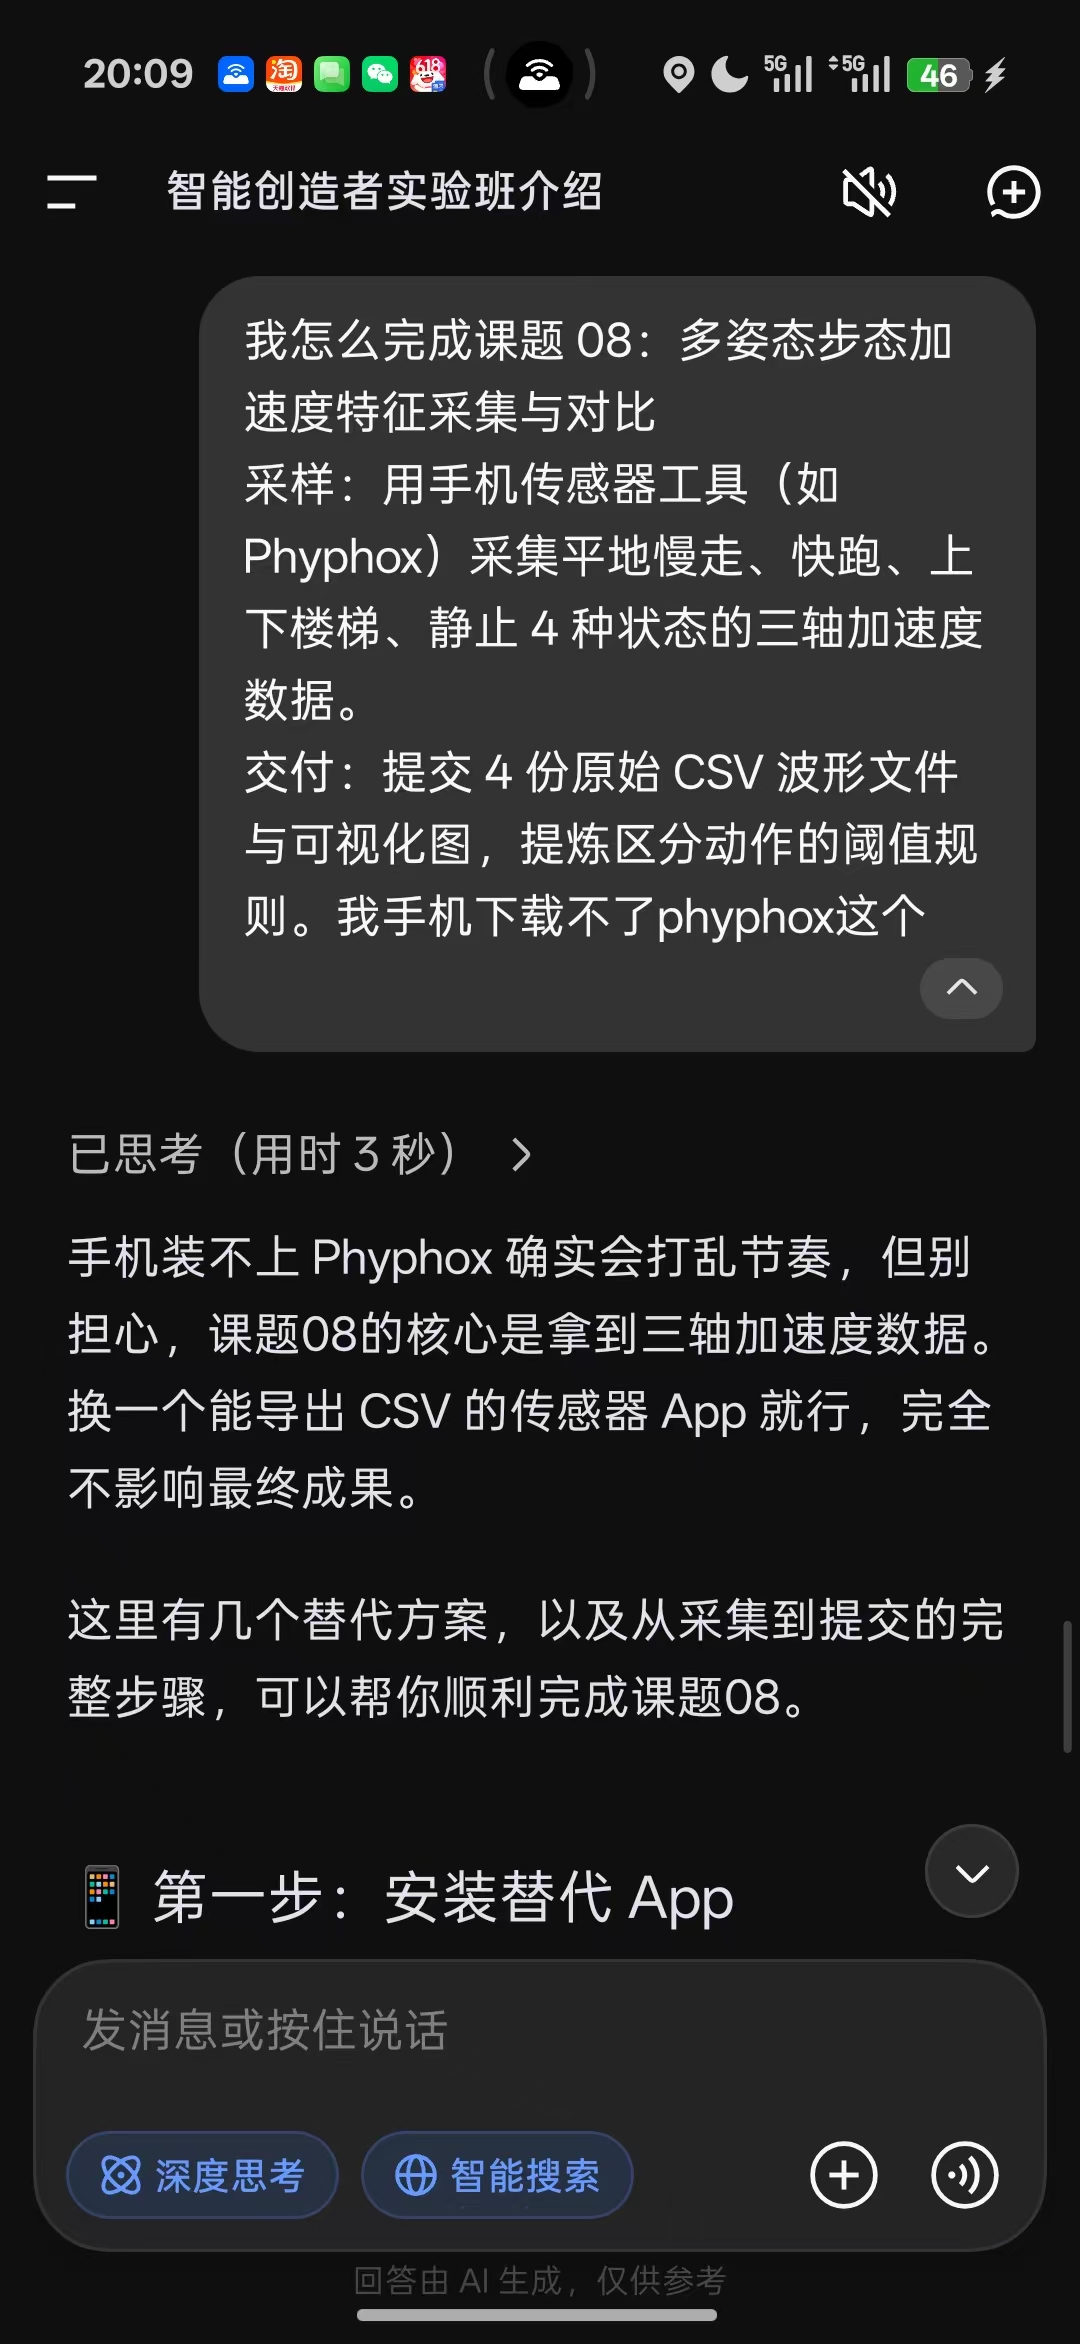 20:09
淘
618
5G
5G
46
智能创造者实验班介绍
我怎么完成课题 08：多姿态步态加
速度特征采集与对比
采样：用手机传感器工具（如
Phyphox）采集平地慢走、快跑、上
下楼梯、静止 4 种状态的三轴加速度
数据。
交付：提交 4 份原始 CSV 波形文件
与可视化图，提炼区分动作的阈值规
则。我手机下载不了phyphox这个
已思考（用时 3 秒）
手机装不上 Phyphox 确实会打乱节奏，但别
担心，课题08的核心是拿到三轴加速度数据。
换一个能导出 CSV 的传感器 App 就行，完全
不影响最终成果。
这里有几个替代方案，以及从采集到提交的完
整步骤，可以帮你顺利完成课题08。
第一步：安装替代 App
发消息或按住说话
深度思考
智能搜索
回答由 AI 生成，仅供参考